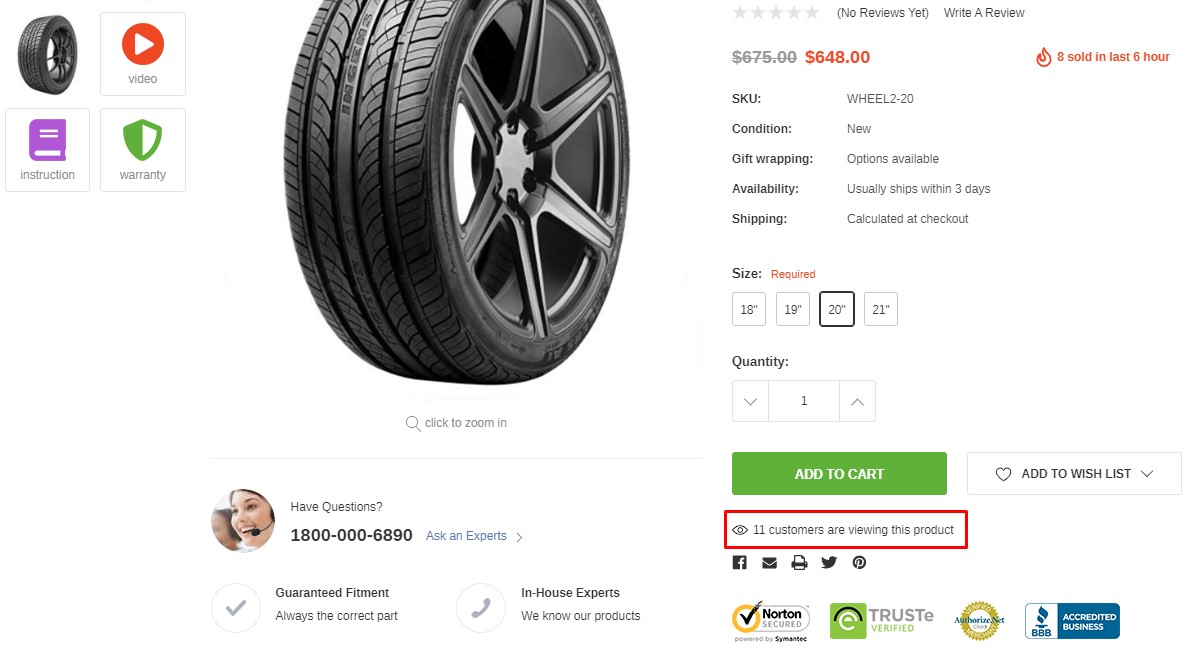 video
instruction
warranty
click to zoom in
Have Questions?
1800-000-6890 Ask an Experts
Guaranteed Fitment
Always the correct part
In-House Experts
We know our products
(No Reviews Yet) Write A Review
$675.00 $648.00 8 sold in last 6 hour
SKU: WHEEL2-20
Condition: New
Gift wrapping: Options available
Availability: Usually ships within 3 days
Shipping: Calculated at checkout
Size: Required
18" 19" 20" 21"
Quantity:
1
ADD TO CART ADD TO WISH LIST
11 customers are viewing this product
Norton
SECURED
powered by Symantec
TRUSTe
VERIFIED
Authorize.Net
Click
BBB
ACCREDITED
BUSINESS